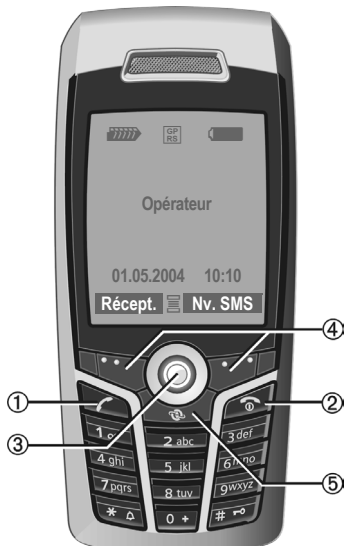 GP
RS
Opérateur
01.05.2004 10:10
Récept. Nv. SMS
④
① ②
③
⑤
1
2 abc
3 def
4 ghi
5 jkl
6 mno
7 pqrs
8 tuv
9 wxyz
*
0 +
#